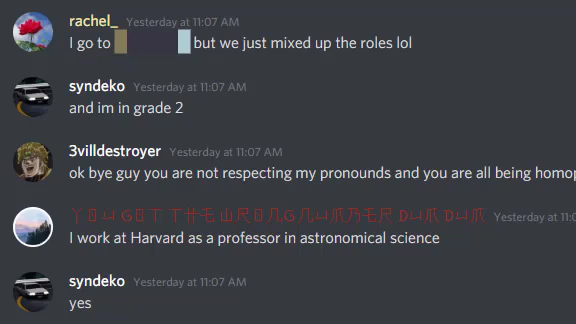 rachel_ Yesterday at 11:07 AM
I go to but we just mixed up the roles lol
syndeko Yesterday at 11:07 AM
and im in grade 2
3villdestroyer Yesterday at 11:07 AM
ok bye guy you are not respecting my pronounds and you are all being
Yesterday at 11:
I work at Harvard as a professor in astronomical science
syndeko Yesterday at 11:07 AM
yes